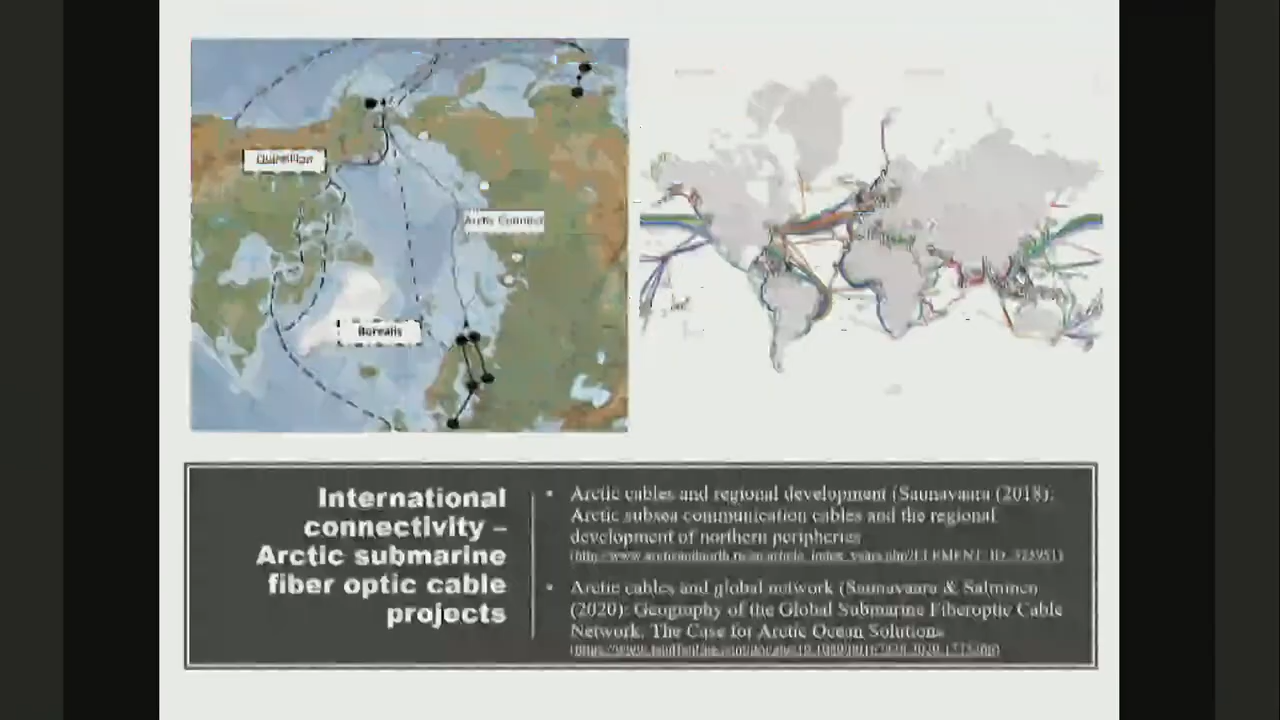 Quintillion
Arctic Connect
Borealis
International
connectivity –
Arctic submarine
fiber optic cable
projects
• Arctic cables and regional development (Saunavaara (2018):
Arctic subsea communication cables and the regional
development of northern peripheries
• Arctic cables and global network (Saunavaara & Salminen
(2020): Geography of the Global Submarine Fiberoptic Cable
Network. The Case for Arctic Ocean Solutions